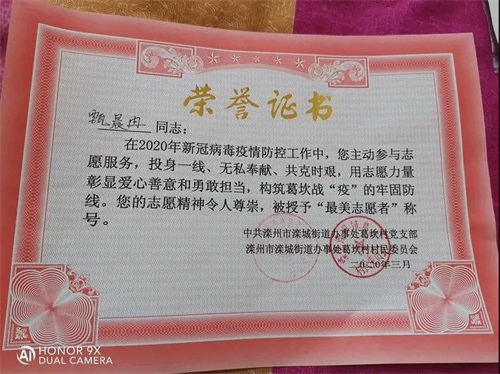 荣誉证书
甄晨冉 同志：
在2020年新冠病毒疫情防控工作中，您主动参与志
愿服务，投身一线、无私奉献、共克时艰，用志愿力量
彰显爱心善意和勇敢担当，构筑葛坎战“疫”的牢固防
线。您的志愿精神令人尊崇，被授予“最美志愿者”称
号。
中共滦州市滦城街道办事处葛坎村党支部
滦州市滦城街道办事处葛坎村村民委员会
二〇二〇年三月
HONOR 9X
AI DUAL CAMERA